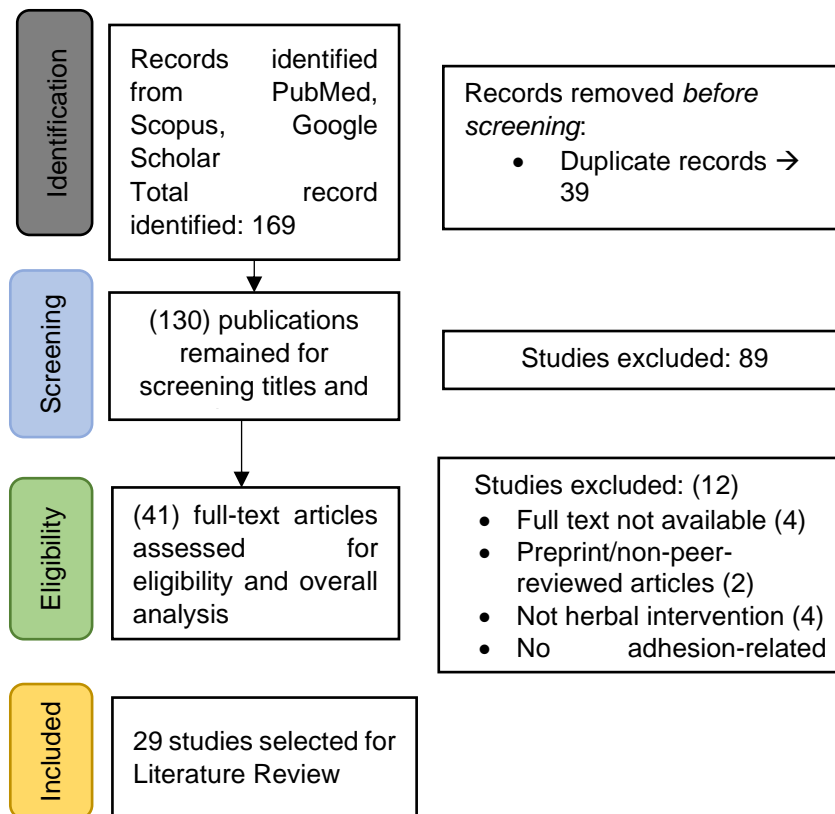 Identification
Records identified
from PubMed,
Scopus, Google
Scholar
Total record
identified: 169
Records removed before
screening:
• Duplicate records →
39
Screening
(130) publications
remained for
screening titles and
Studies excluded: 89
Eligibility
(41) full-text articles
assessed for
eligibility and overall
analysis
Studies excluded: (12)
• Full text not available (4)
• Preprint/non-peer-
reviewed articles (2)
• Not herbal intervention (4)
• No adhesion-related
Included
29 studies selected for
Literature Review